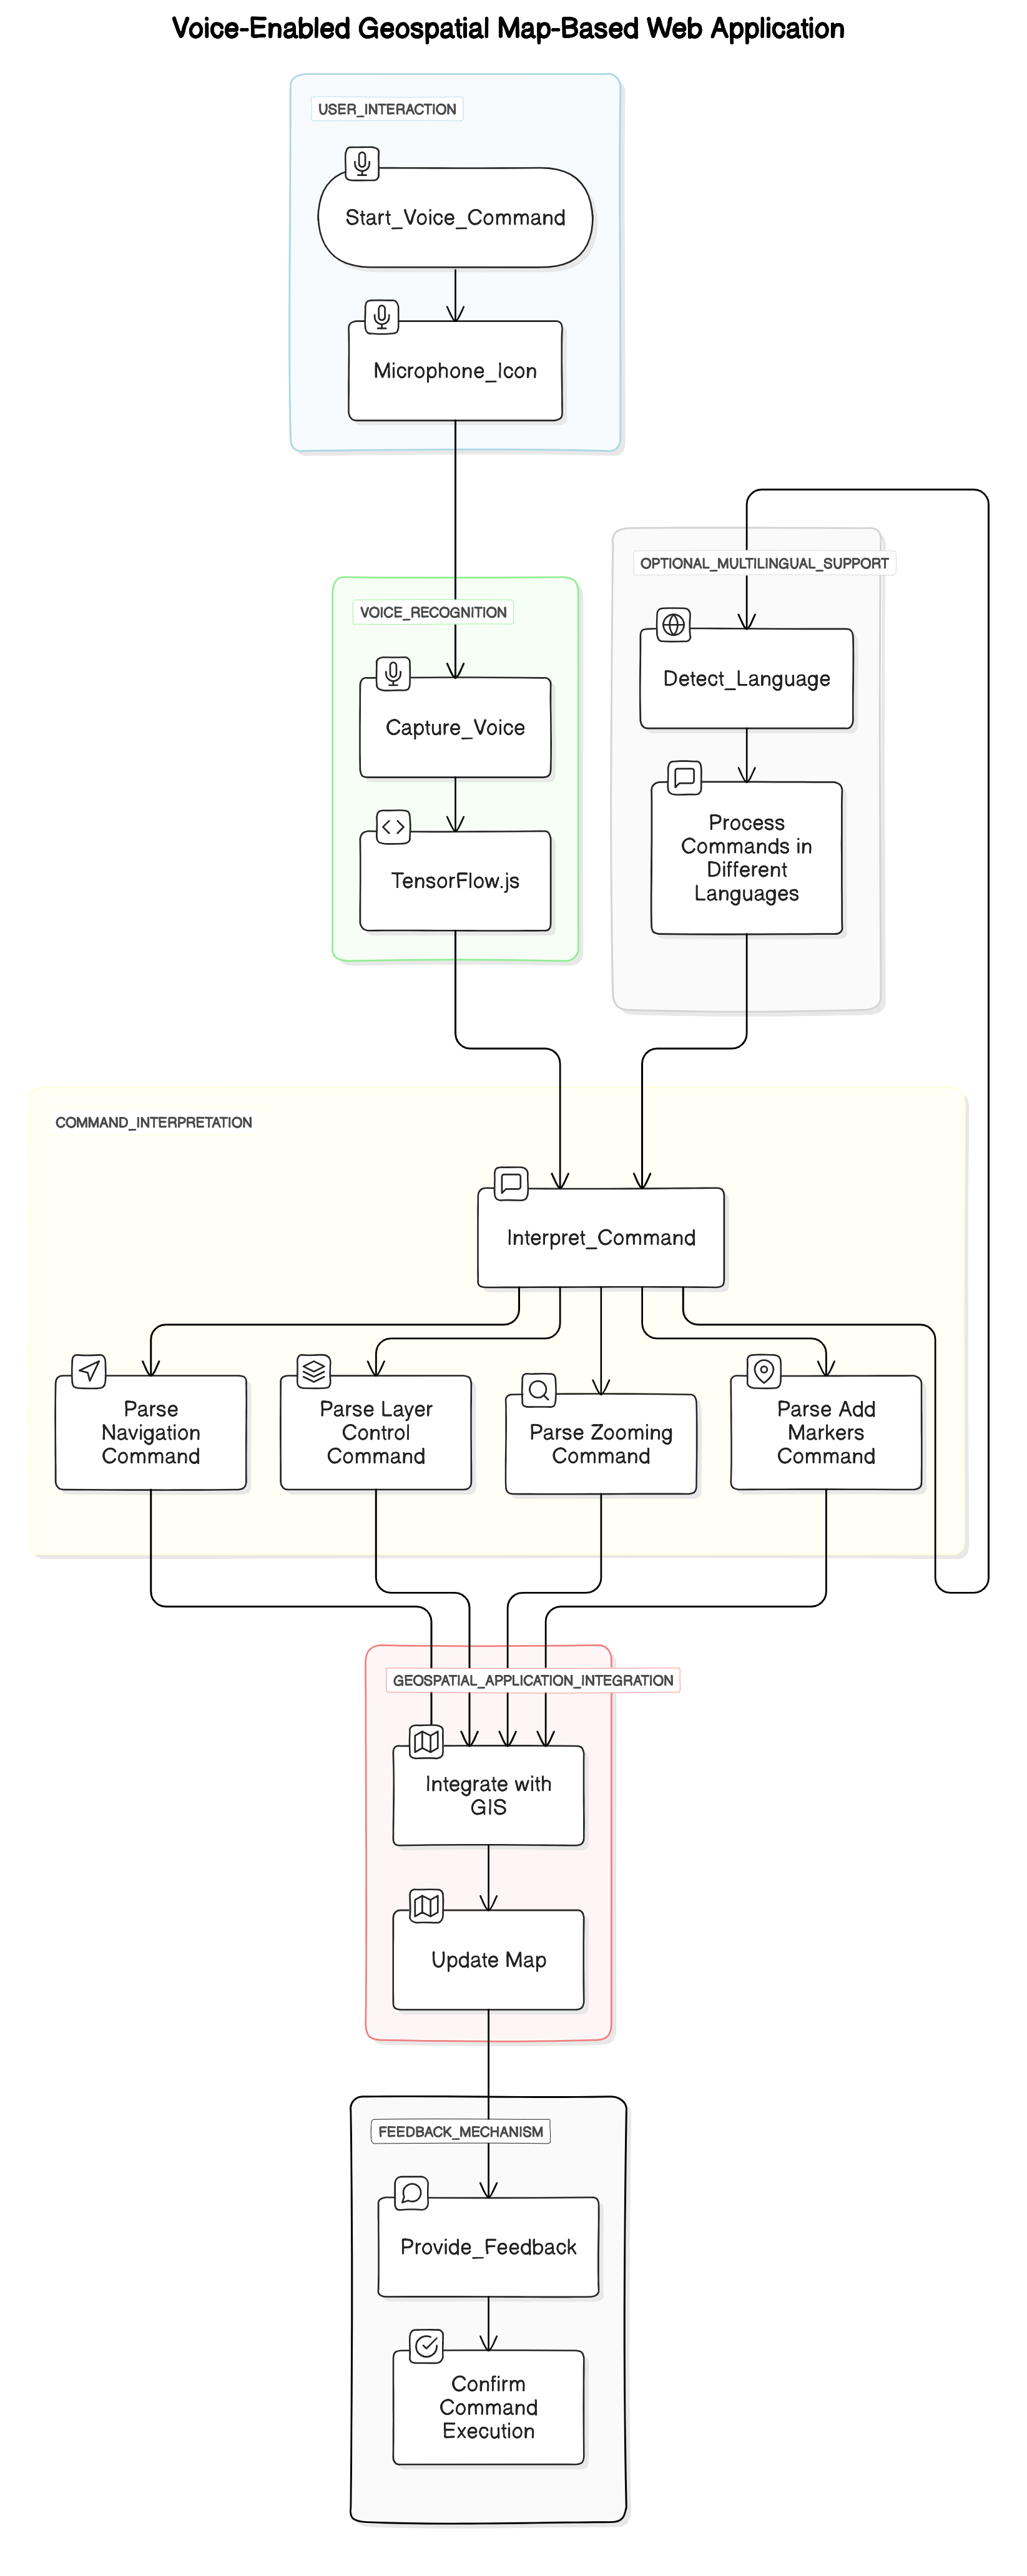 Voice-Enabled Geospatial Map-Based Web Application
USER_INTERACTION
Start_Voice_Command
Microphone_Icon
OPTIONAL_MULTILINGUAL_SUPPORT
VOICE_RECOGNITION
Detect_Language
Capture_Voice
Process
Commands in
Different
Languages
TensorFlow.js
COMMAND_INTERPRETATION
Interpret_Command
Parse
Navigation
Command
Parse Layer
Control
Command
Parse Zooming
Command
Parse Add
Markers
Command
GEOSPATIAL_APPLICATION_INTEGRATION
Integrate with
GIS
Update Map
FEEDBACK_MECHANISM
Provide_Feedback
Confirm
Command
Execution